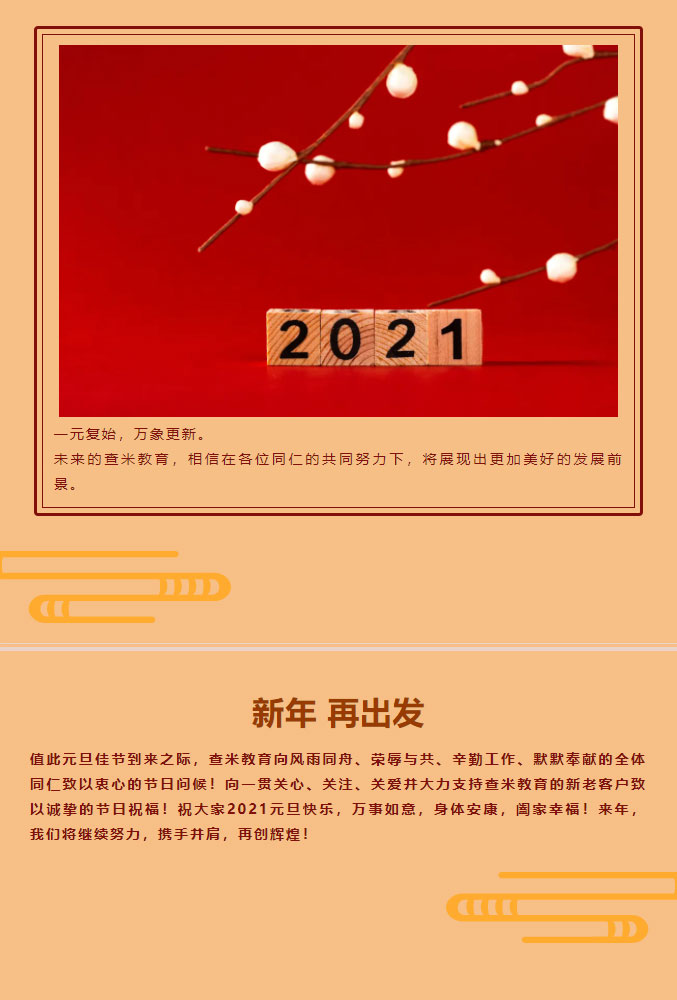 2021
一元复始，万象更新。
未来的查米教育，相信在各位同仁的共同努力下，将展现出更加美好的发展前
景。
新年 再出发
值此元旦佳节到来之际，查米教育向风雨同舟、荣辱与共、辛勤工作、默默奉献的全体
同仁致以衷心的节日问候！向一贯关心、关注、关爱并大力支持查米教育的新老客户致
以诚挚的节日祝福！祝大家2021元旦快乐，万事如意，身体安康，阖家幸福！来年，
我们将继续努力，携手并肩，再创辉煌！